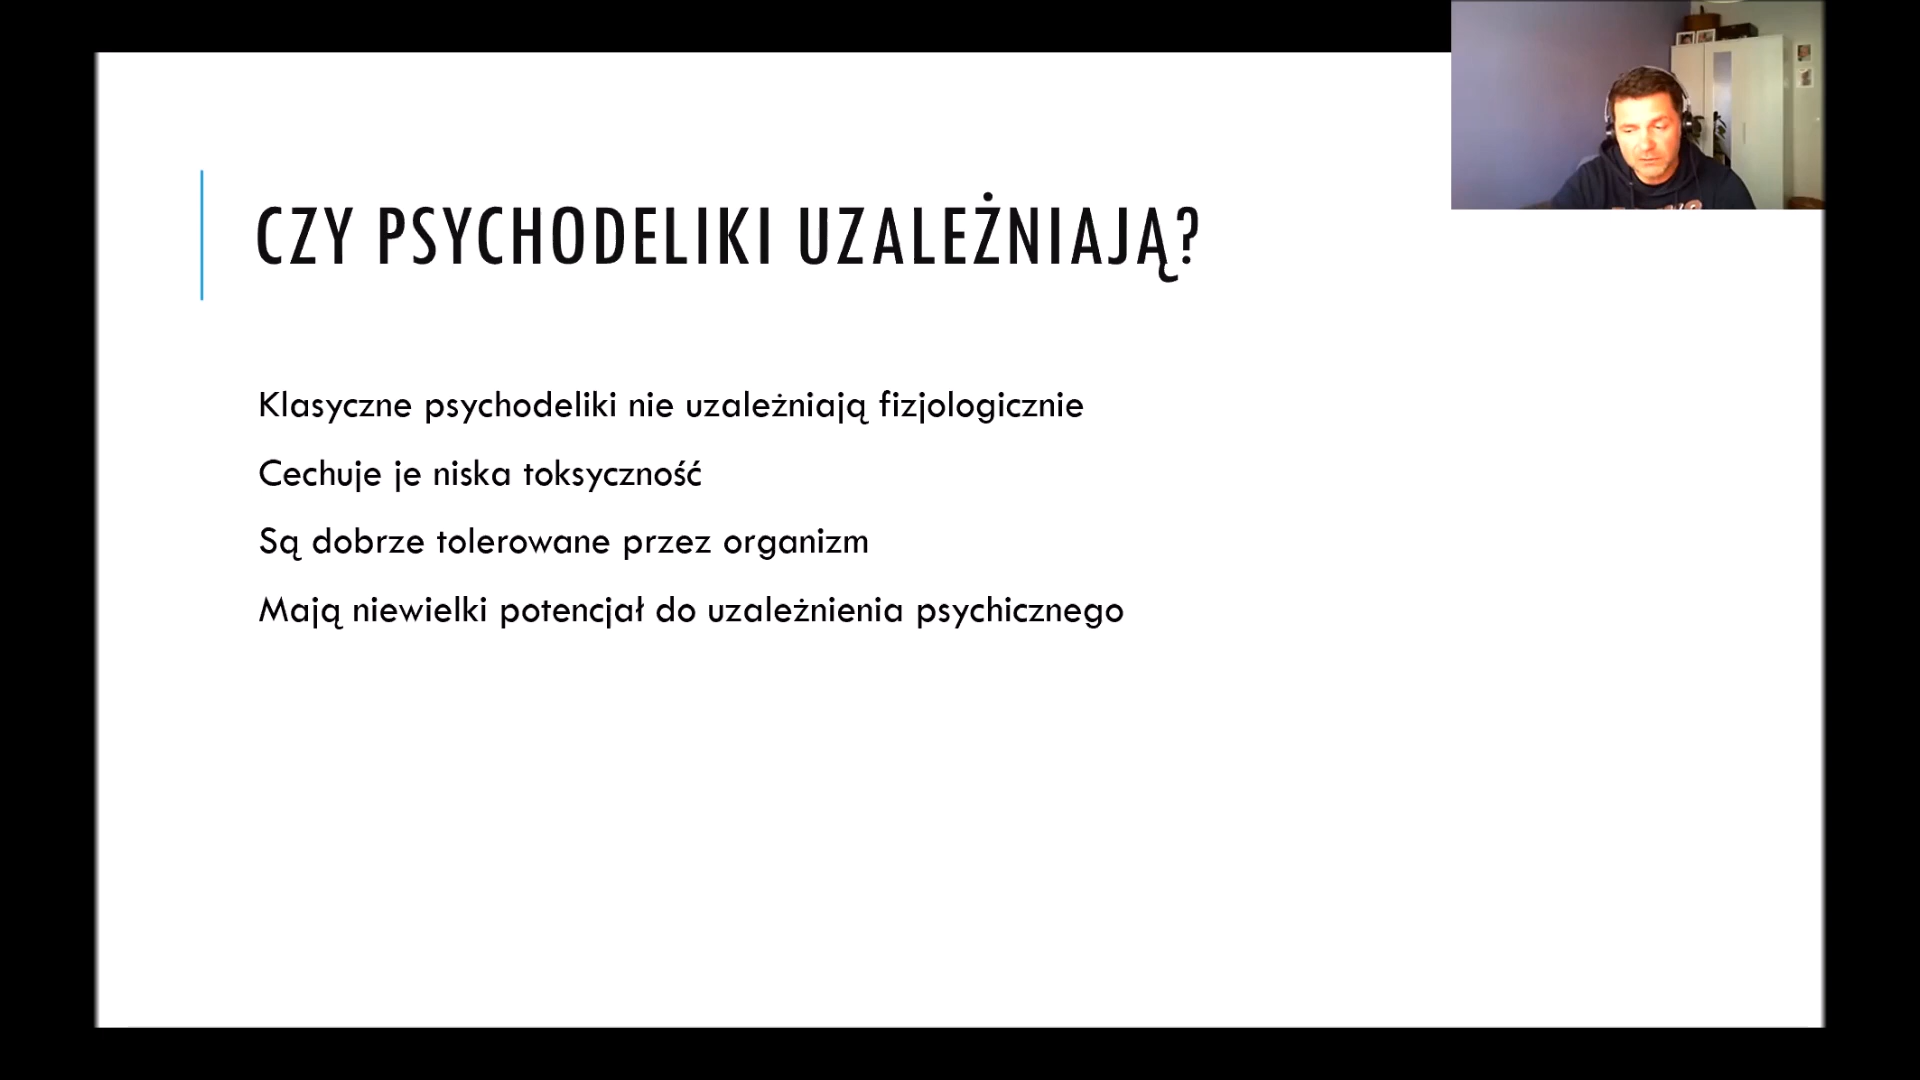 CZY PSYCHODELIKI UZALEŻNIAJĄ?
Klasyczne psychodeliki nie uzależniają fizjologicznie
Cechuje je niska toksyczność
Są dobrze tolerowane przez organizm
Mają niewielki potencjał do uzależnienia psychicznego